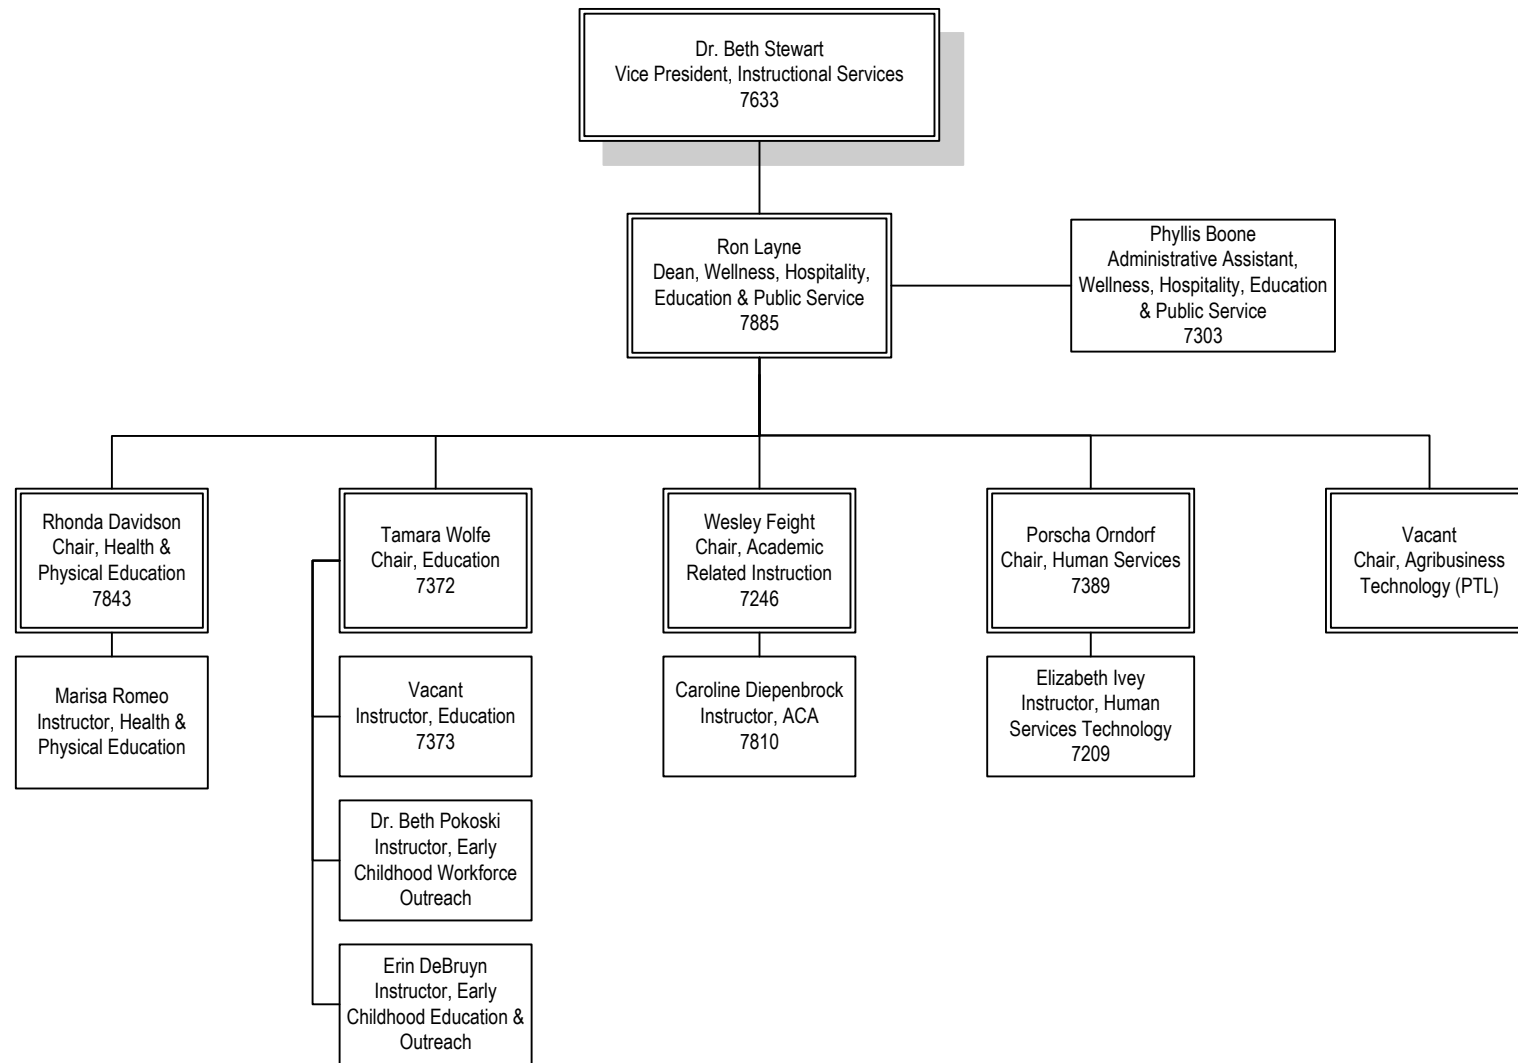 Dr. Beth Stewart
Vice President, Instructional Services
7633
Ron Layne
Dean, Wellness, Hospitality,
Education & Public Service
7885
Phyllis Boone
Administrative Assistant,
Wellness, Hospitality, Education
& Public Service
7303
Rhonda Davidson
Chair, Health &
Physical Education
7843
Tamara Wolfe
Chair, Education
7372
Wesley Feight
Chair, Academic
Related Instruction
7246
Porscha Orndorf
Chair, Human Services
7389
Vacant
Chair, Agribusiness
Technology (PTL)
Marisa Romeo
Instructor, Health &
Physical Education
Vacant
Instructor, Education
7373
Caroline Diepenbrock
Instructor, ACA
7810
Elizabeth Ivey
Instructor, Human
Services Technology
7209
Dr. Beth Pokoski
Instructor, Early
Childhood Workforce
Outreach
Erin DeBruyn
Instructor, Early
Childhood Education &
Outreach